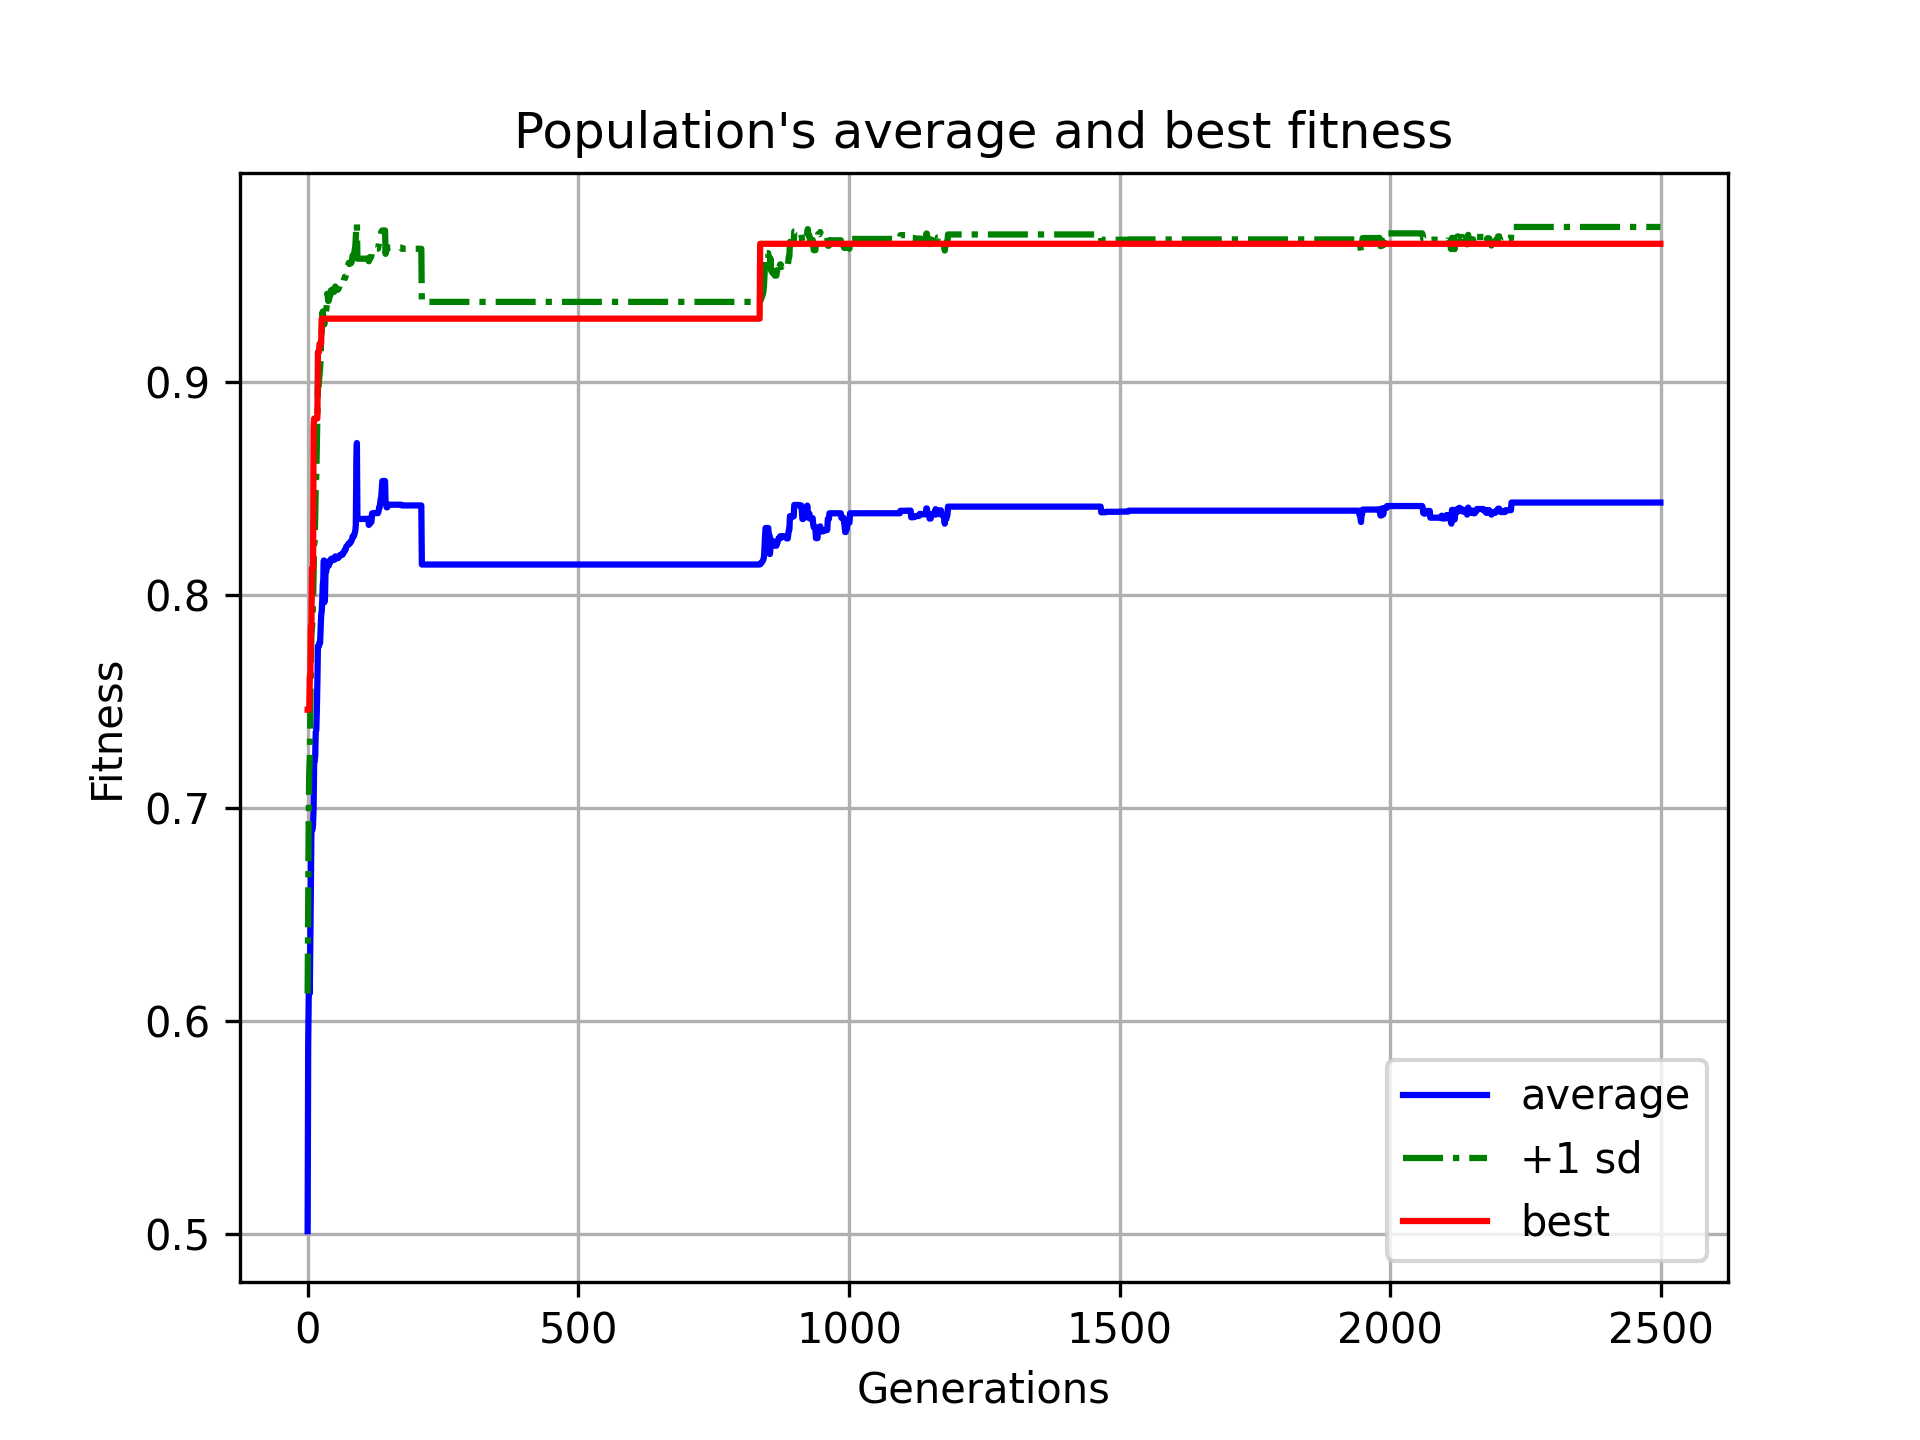 Population's average and best fitness
0.9
0.8
0.7
0.6
0.5
Fitness
average
+1 sd
best
0 500 1000 1500 2000 2500
Generations